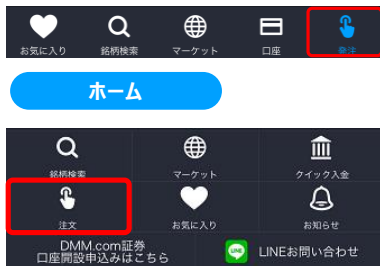 お気に入り 銘柄検索 マーケット 口座 発注
ホーム
銘柄検索 マーケット クイック入金
注文 お気に入り お知らせ
DMM.com証券
口座開設申込みはこちら
LINE LINEお問い合わせ